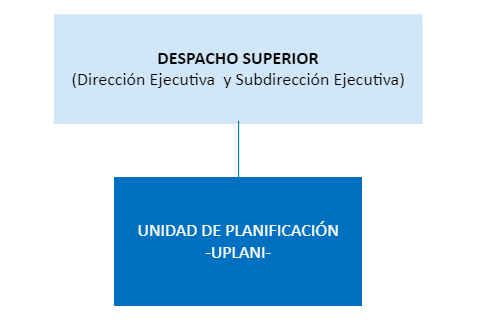 DESPACHO SUPERIOR
(Dirección Ejecutiva  y Subdirección Ejecutiva)
UNIDAD DE PLANIFICACIÓN
-UPLANI-